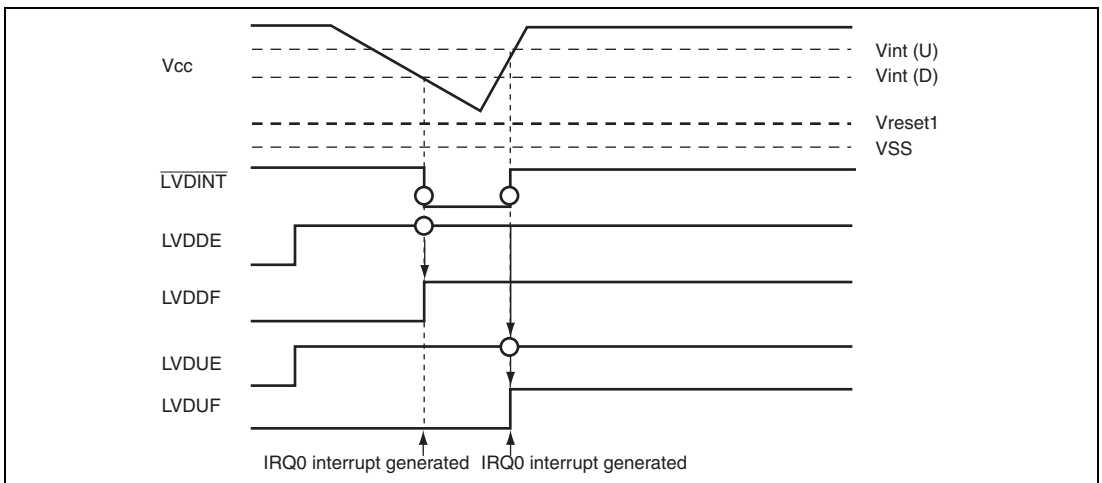 Vcc
Vint (U)
Vint (D)
Vreset1
VSS
LVDINT
LVDDE
LVDDF
LVDUE
LVDUF
IRQ0 interrupt generated IRQ0 interrupt generated